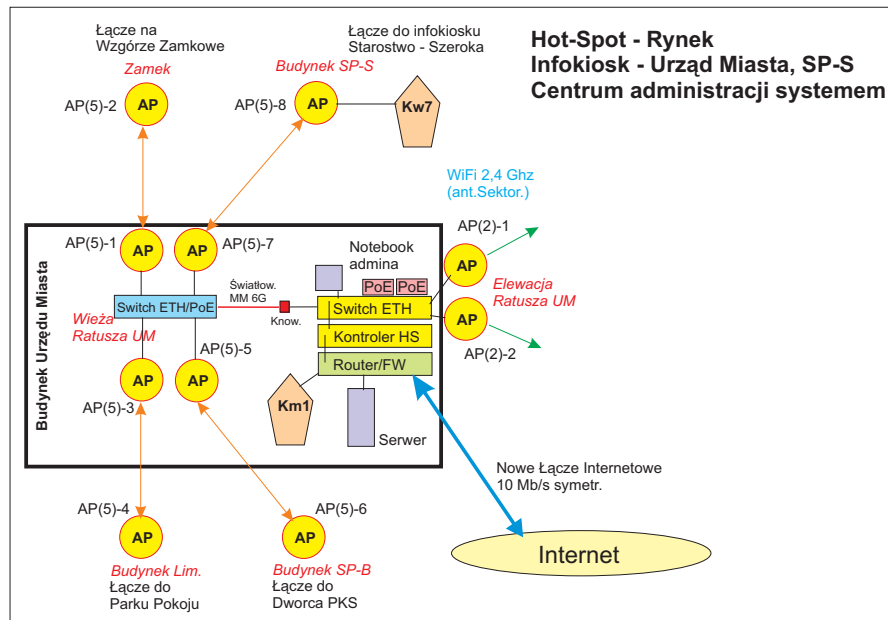 Łącze na
Wzgórze Zamkowe
Zamek
AP(5)-2
AP
Łącze do infokiosku
Starostwo - Szeroka
Budynek SP-S
AP(5)-8
AP
Kw7
Hot-Spot - Rynek
Infokiosk - Urząd Miasta, SP-S
Centrum administracji systemem
WiFi 2,4 Ghz
(ant.Sektor.)
Budynek Urzędu Miasta
AP(5)-1
AP
AP
AP(5)-7
Switch ETH/PoE
Światłow.
MM 6G
Know.
Wieża
Ratusza UM
AP(5)-5
AP
AP
AP(5)-3
Notebook
admina
PoE
PoE
Switch ETH
Kontroler HS
Router/FW
Km1
Serwer
AP(2)-1
AP
Elewacja
Ratusza UM
AP
AP(2)-2
Nowe Łącze Internetowe
10 Mb/s symetr.
Internet
AP(5)-4
AP
Budynek Lim.
Łącze do
Parku Pokoju
AP(5)-6
AP
Budynek SP-B
Łącze do
Dworca PKS